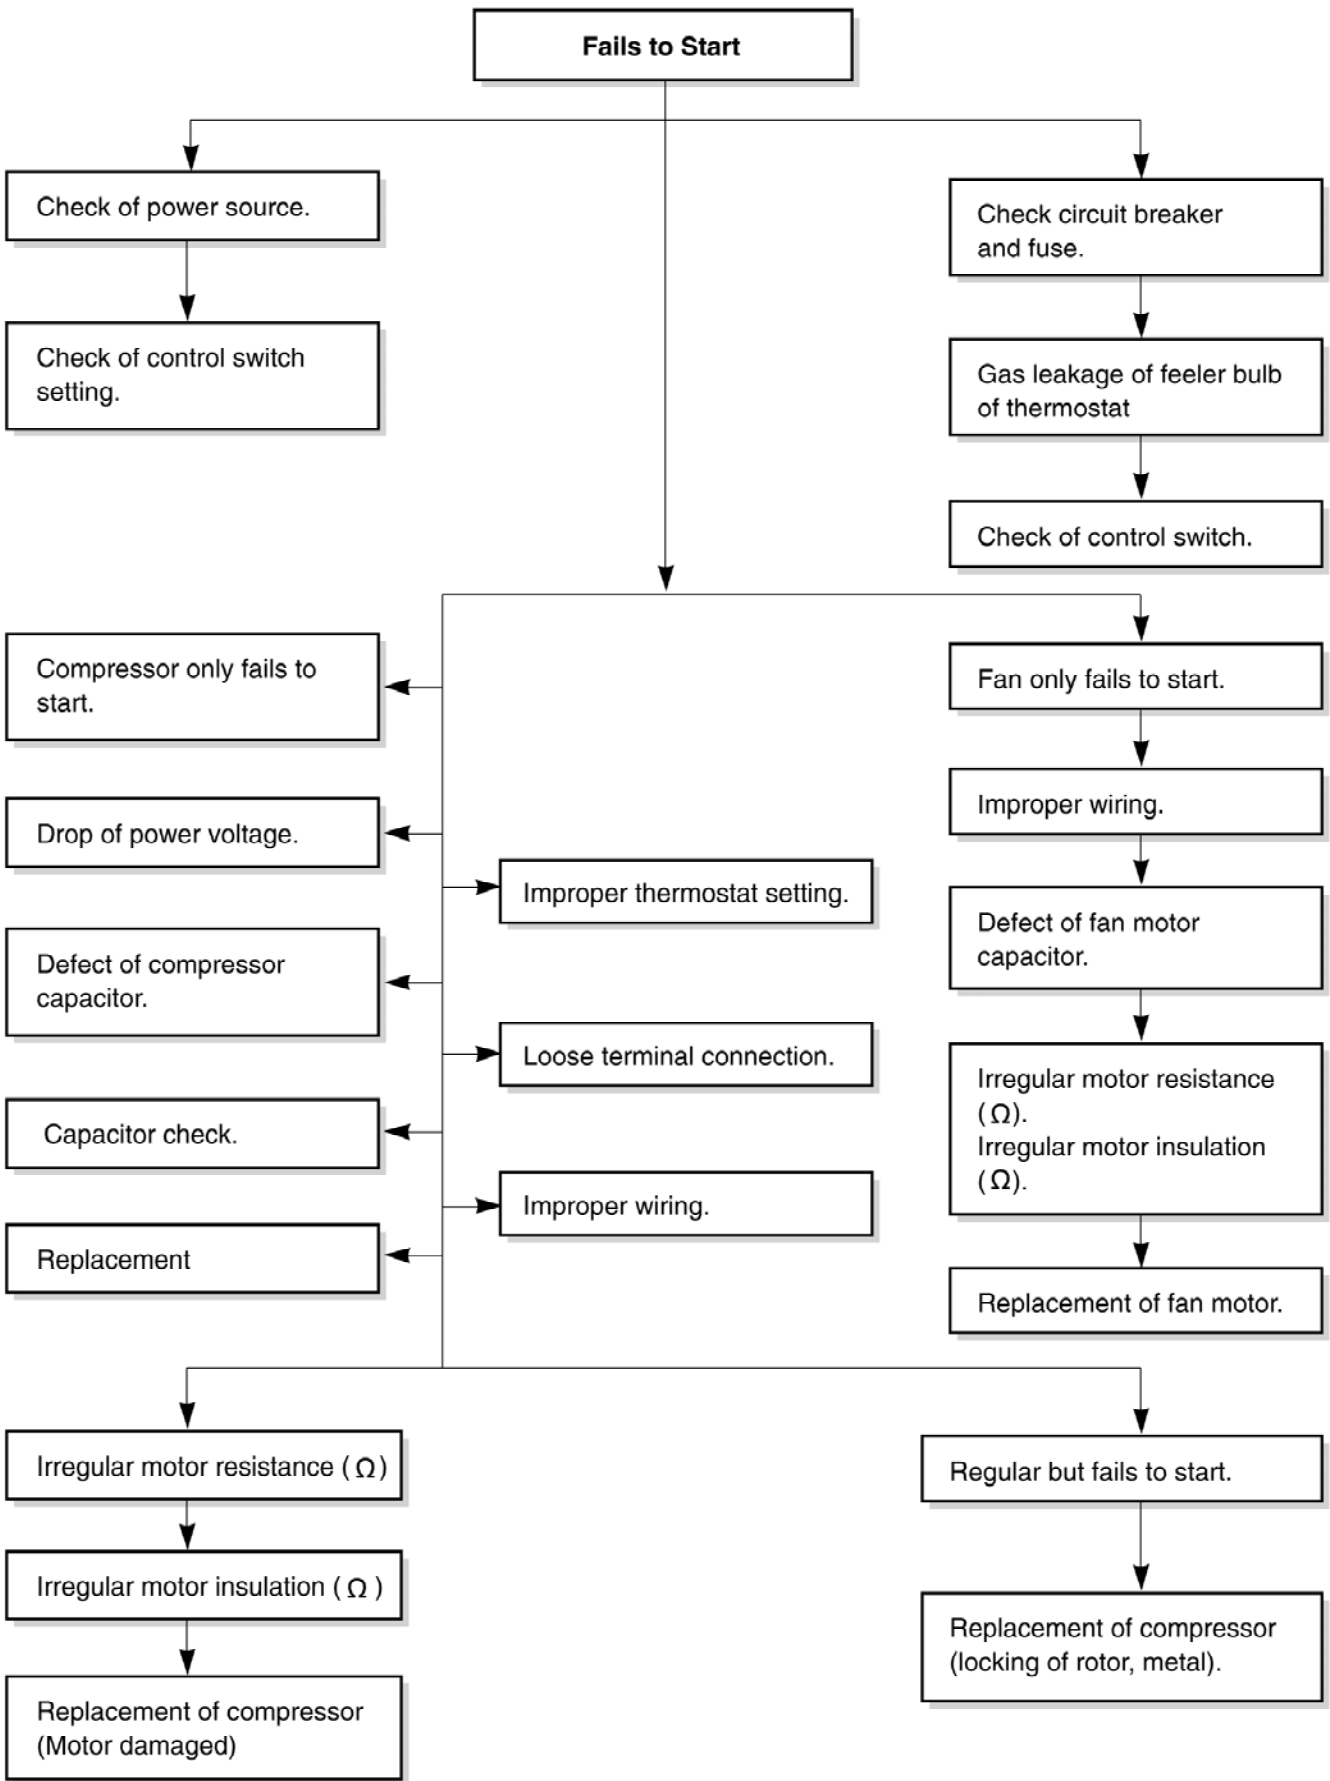 Fails to Start
Check of power source.
Check of control switch
setting.
Check circuit breaker
and fuse.
Gas leakage of feeler bulb
of thermostat
Check of control switch.
Compressor only fails to
start.
Drop of power voltage.
Defect of compressor
capacitor.
Capacitor check.
Replacement
Improper thermostat setting.
Loose terminal connection.
Improper wiring.
Fan only fails to start.
Improper wiring.
Defect of fan motor
capacitor.
Irregular motor resistance
(Ω).
Irregular motor insulation
(Ω).
Replacement of fan motor.
Irregular motor resistance (Ω)
Irregular motor insulation (Ω)
Replacement of compressor
(Motor damaged)
Regular but fails to start.
Replacement of compressor
(locking of rotor, metal).